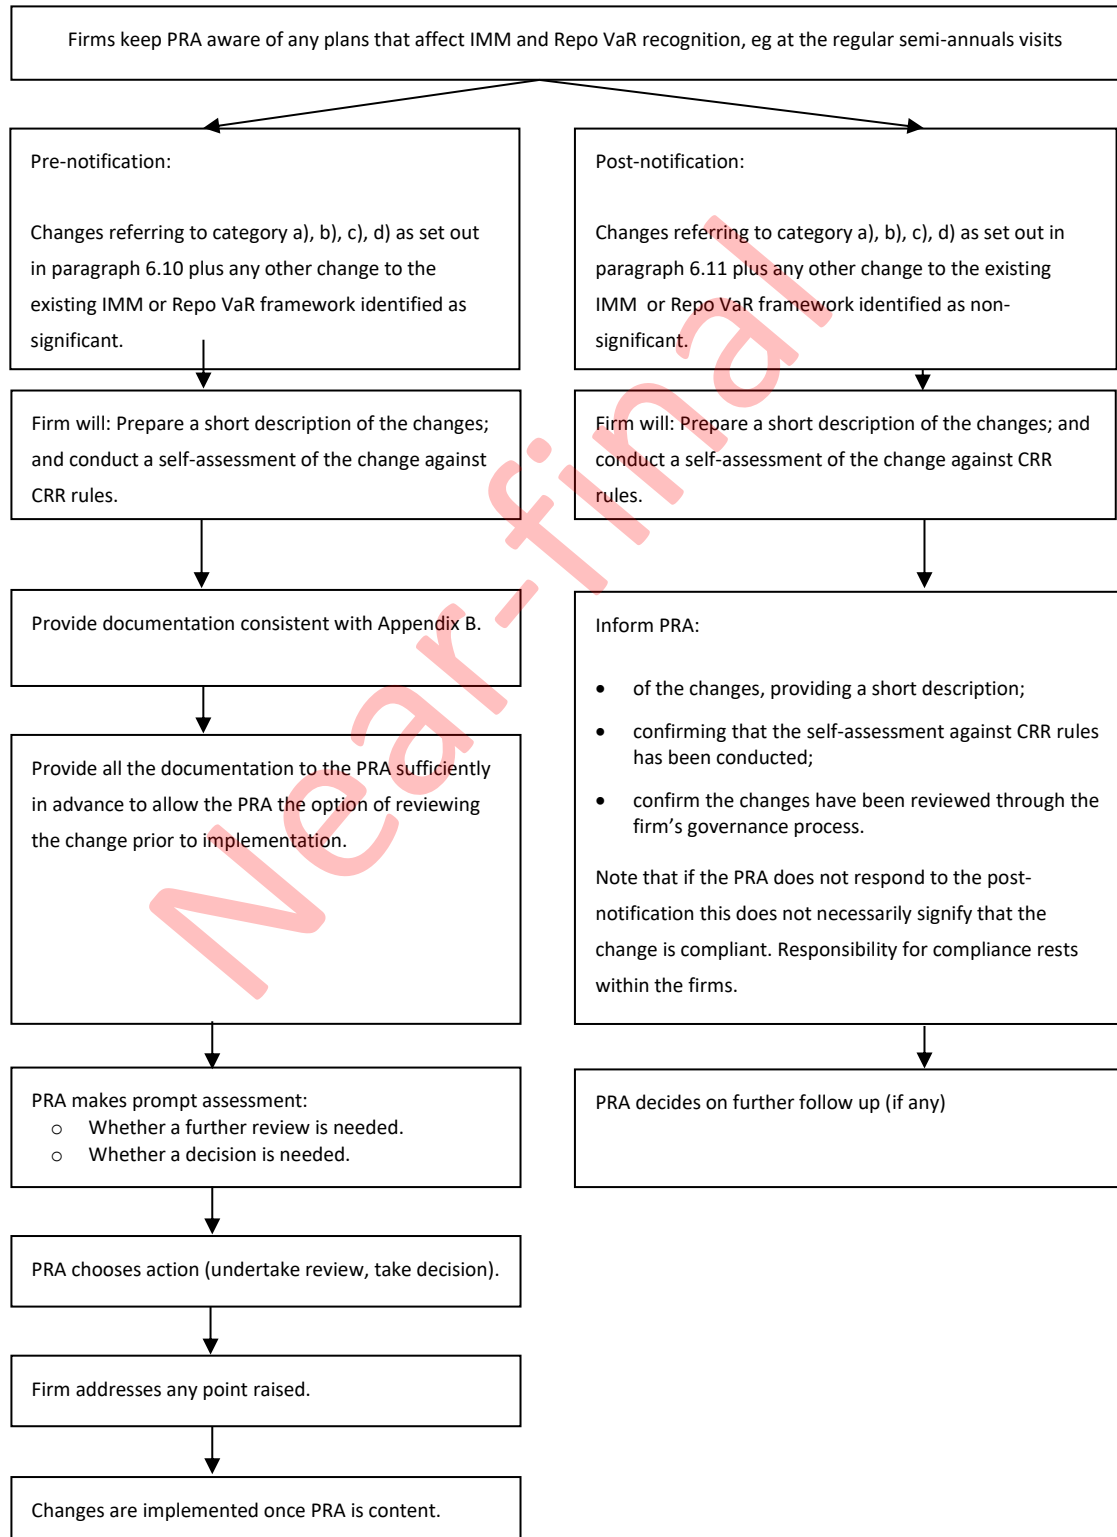 Firms keep PRA aware of any plans that affect IMM and Repo VaR recognition, eg at the regular semi-annuals visits
Pre-notification:
Changes referring to category a), b), c), d) as set out
in paragraph 6.10 plus any other change to the
existing IMM or Repo VaR framework identified as
significant.
Firm will: Prepare a short description of the changes;
and conduct a self-assessment of the change against
CRR rules.
Provide documentation consistent with Appendix B.
Provide all the documentation to the PRA sufficiently
in advance to allow the PRA the option of reviewing
the change prior to implementation.
PRA makes prompt assessment:
o Whether a further review is needed.
o Whether a decision is needed.
PRA chooses action (undertake review, take decision).
Firm addresses any point raised.
Changes are implemented once PRA is content.
Post-notification:
Changes referring to category a), b), c), d) as set out in
paragraph 6.11 plus any other change to the existing
IMM or Repo VaR framework identified as non-
significant.
Firm will: Prepare a short description of the changes; and
conduct a self-assessment of the change against CRR
rules.
Inform PRA:
• of the changes, providing a short description;
• confirming that the self-assessment against CRR rules
has been conducted;
• confirm the changes have been reviewed through the
firm's governance process.
Note that if the PRA does not respond to the post-
notification this does not necessarily signify that the
change is compliant. Responsibility for compliance rests
within the firms.
PRA decides on further follow up (if any)
Near-final